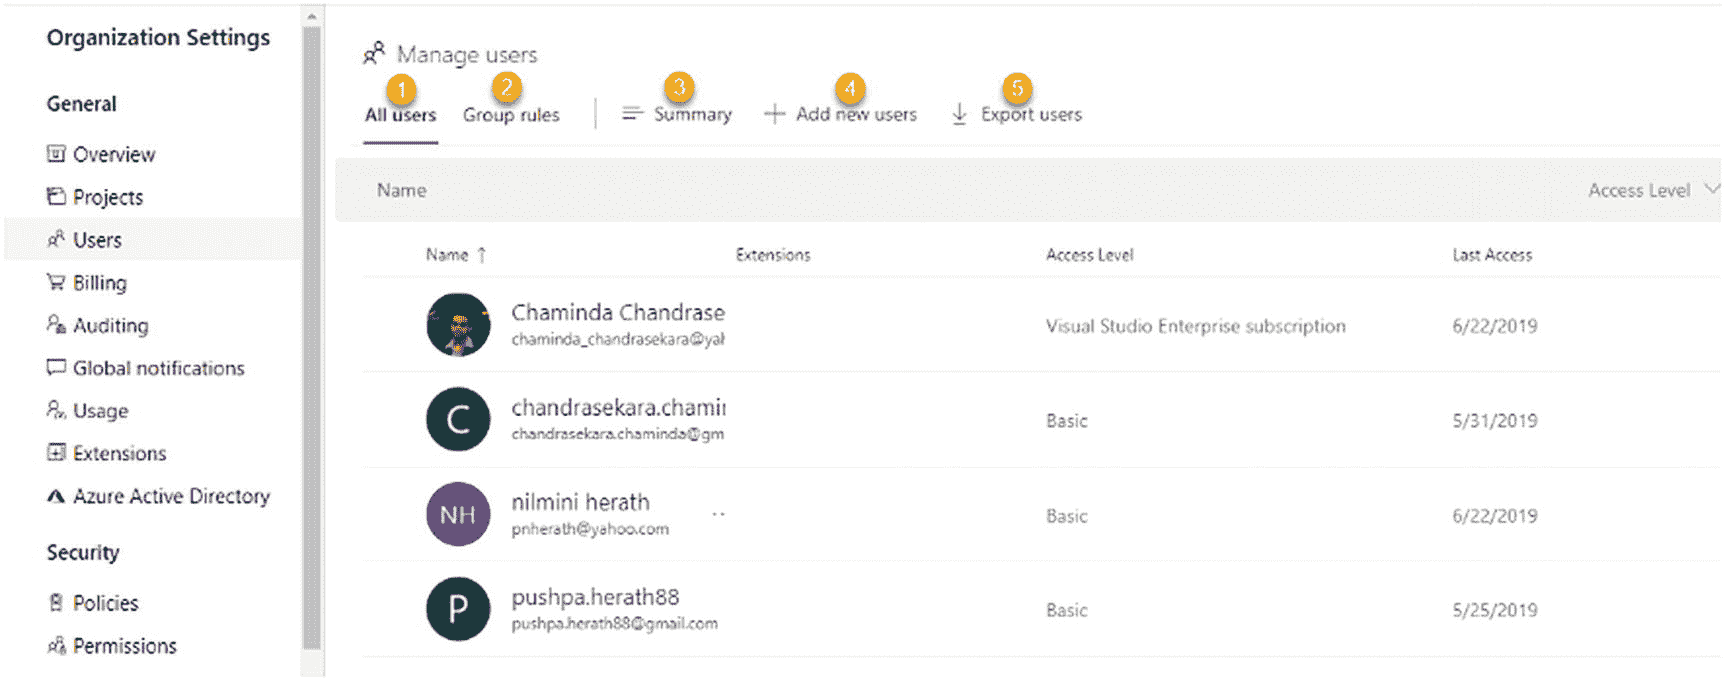 Organization Settings
General
Overview
Projects
Users
Billing
Auditing
Global notifications
Usage
Extensions
Azure Active Directory
Security
Policies
Permissions
Manage users
1 2 3 4 5
All users Group rules Summary Add new users Export users
Name Access Level
Name ↑ Extensions Access Level Last Access
Chaminda Chandrase
chaminda_chandrasekara@yal
Visual Studio Enterprise subscription 6/22/2019
C
chandrasekara.chamir
chandrasekara.chaminda@gm
Basic 5/31/2019
NH
nilmini herath
pnherath@yahoo.com
Basic 6/22/2019
P
pushpa.herath88
pushpa.herath88@gmail.com
Basic 5/25/2019